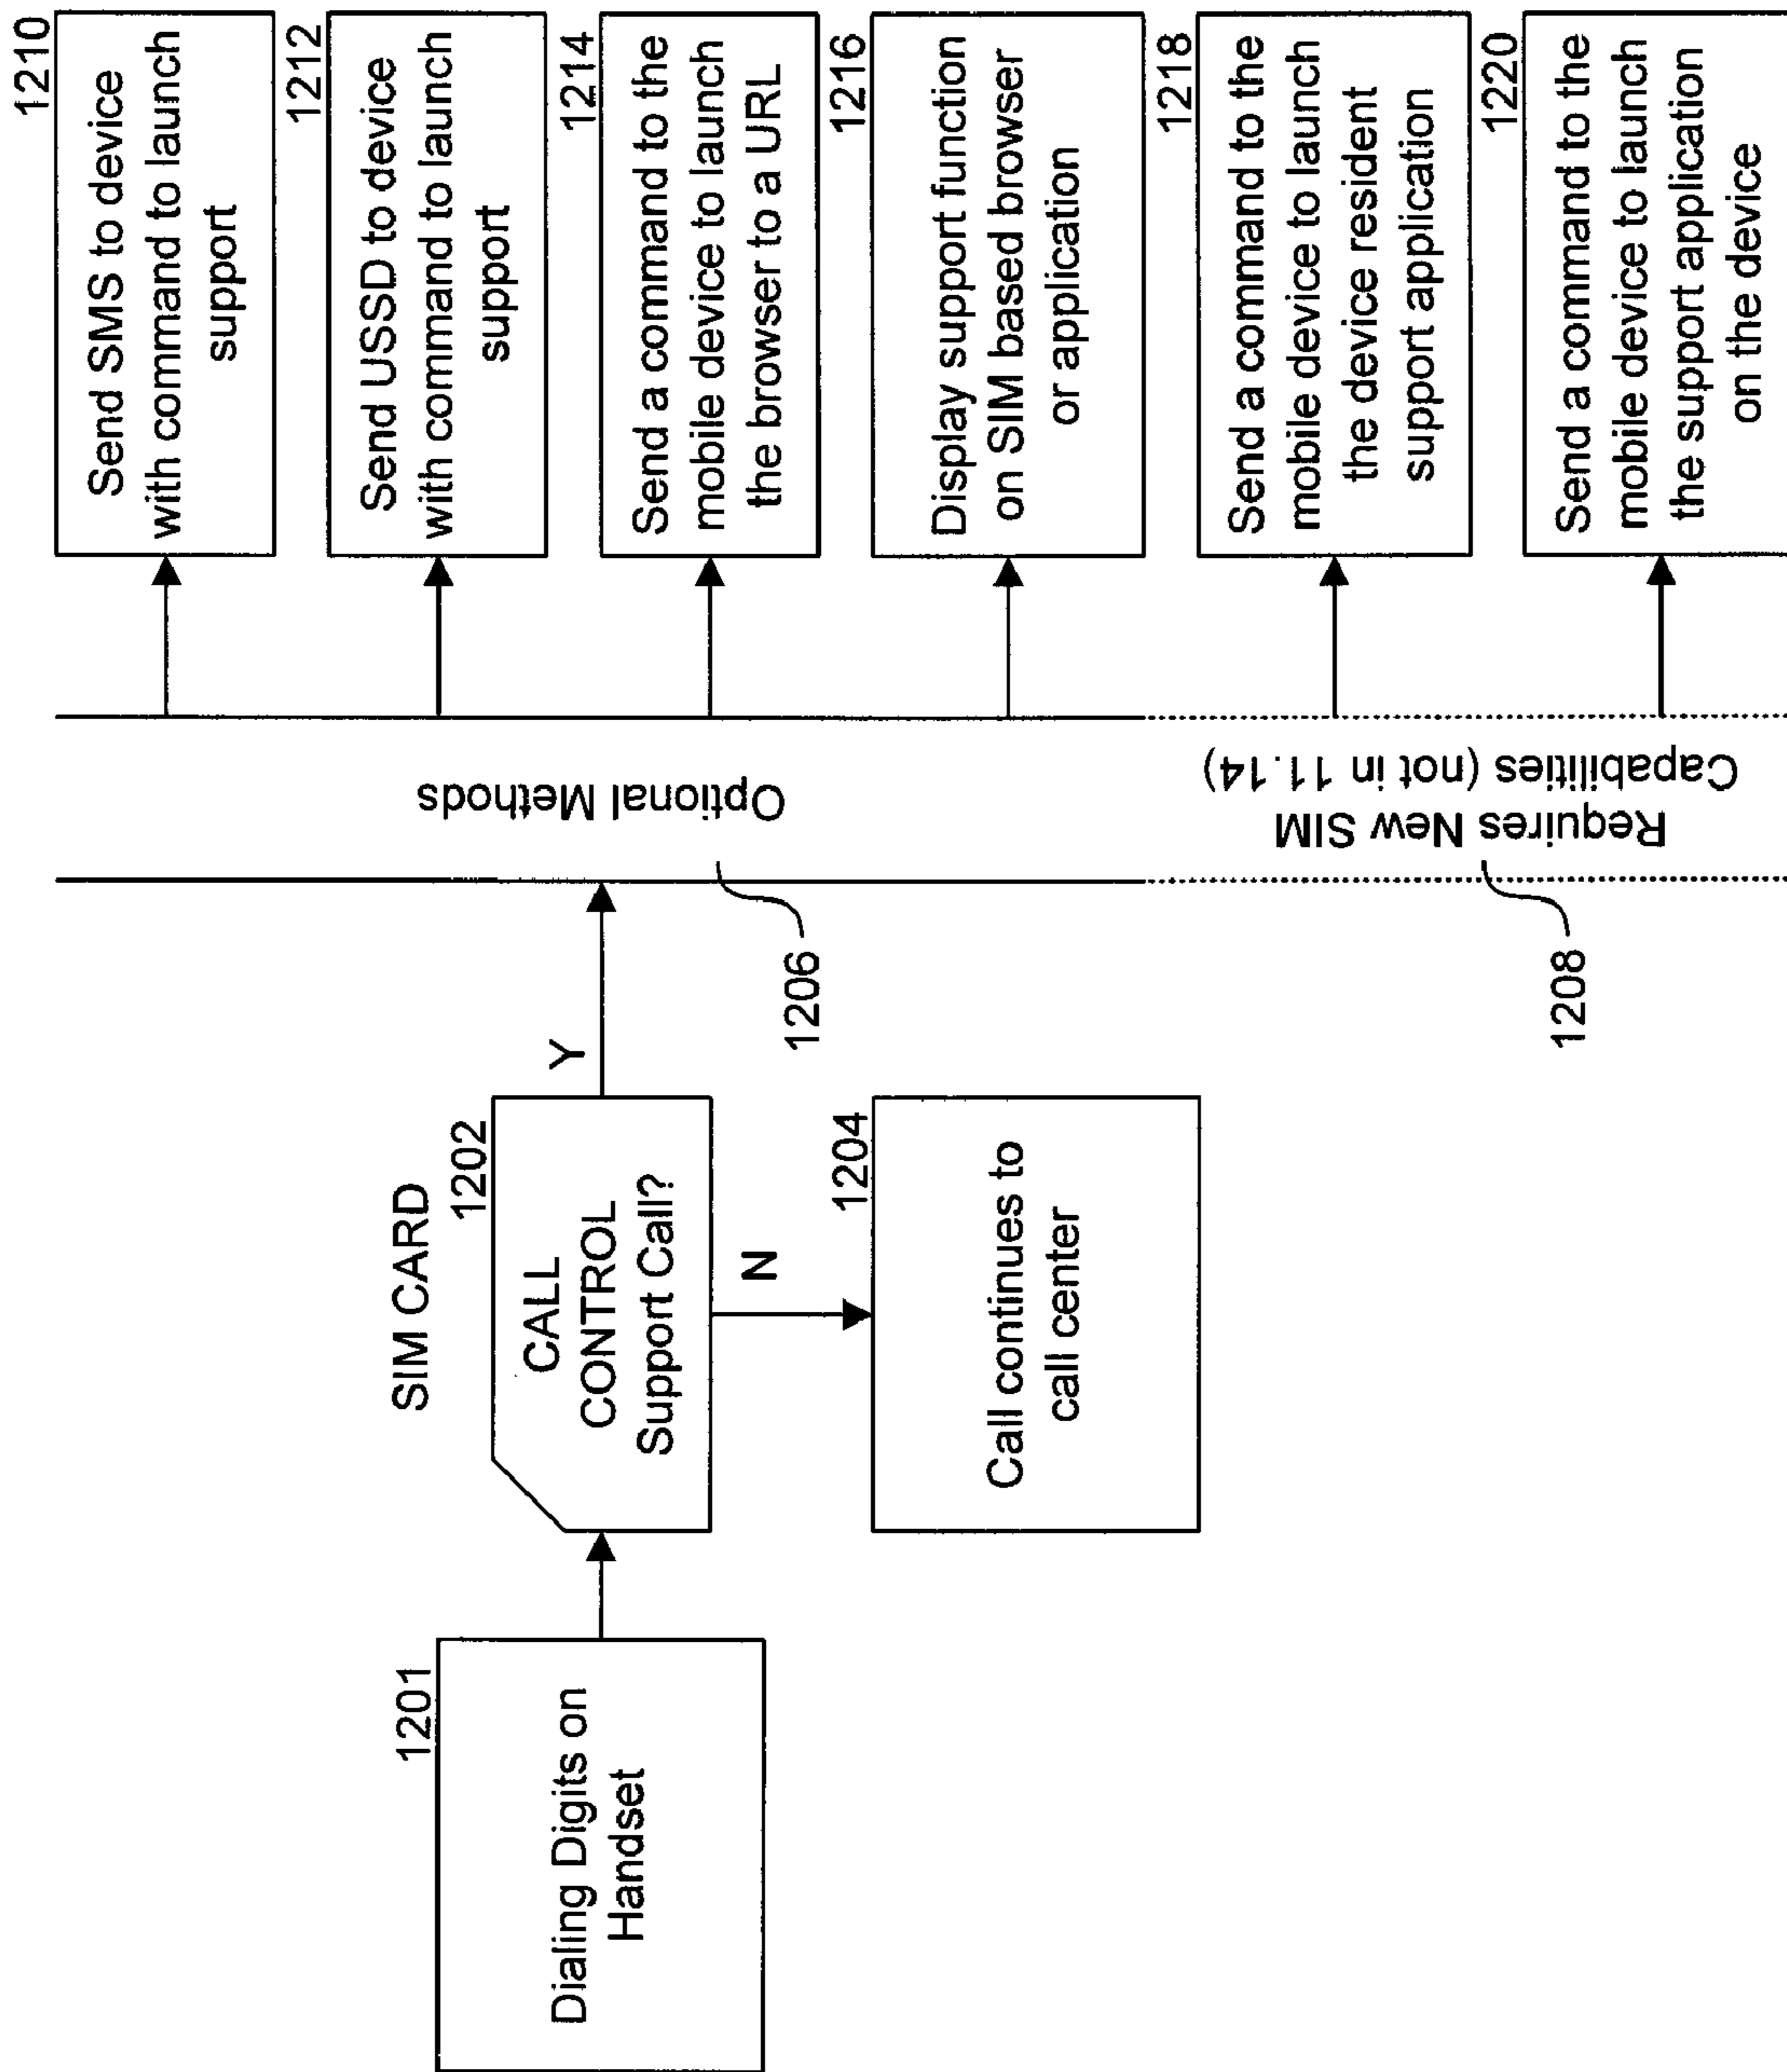 1201
Dialing Digits on
Handset
SIM CARD
1202
CALL
CONTROL
Support Call?
Y
N
1204
Call continues to
call center
1206
Optional Methods
1208
Requires New SIM
Capabilities (not in 11.14)
1210
Send SMS to device
with command to launch
support
1212
Send USSD to device
with command to launch
support
1214
Send a command to the
mobile device to launch
the browser to a URL
1216
Display support function
on SIM based browser
or application
1218
Send a command to the
mobile device to launch
the device resident
support application
1220
Send a command to the
mobile device to launch
the support application
on the device